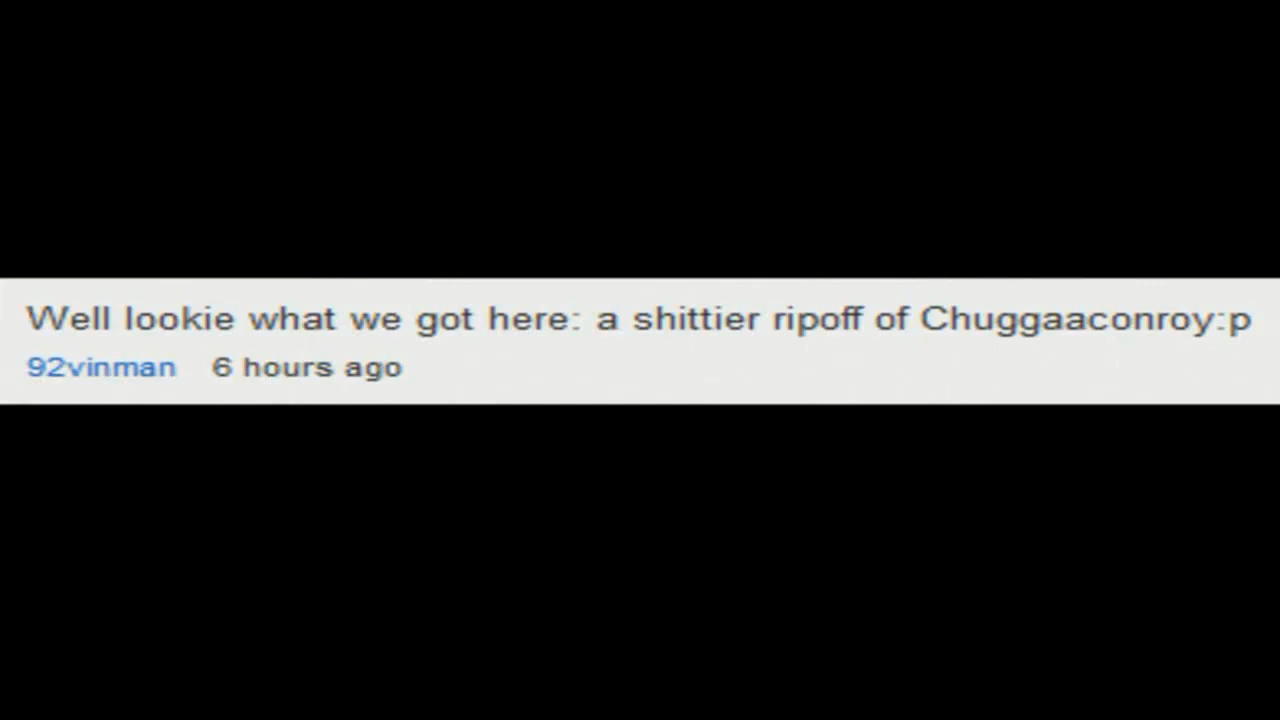 Well lookie what we got here: a shittier ripoff of Chuggaaconroy:p
92vinman 6 hours ago